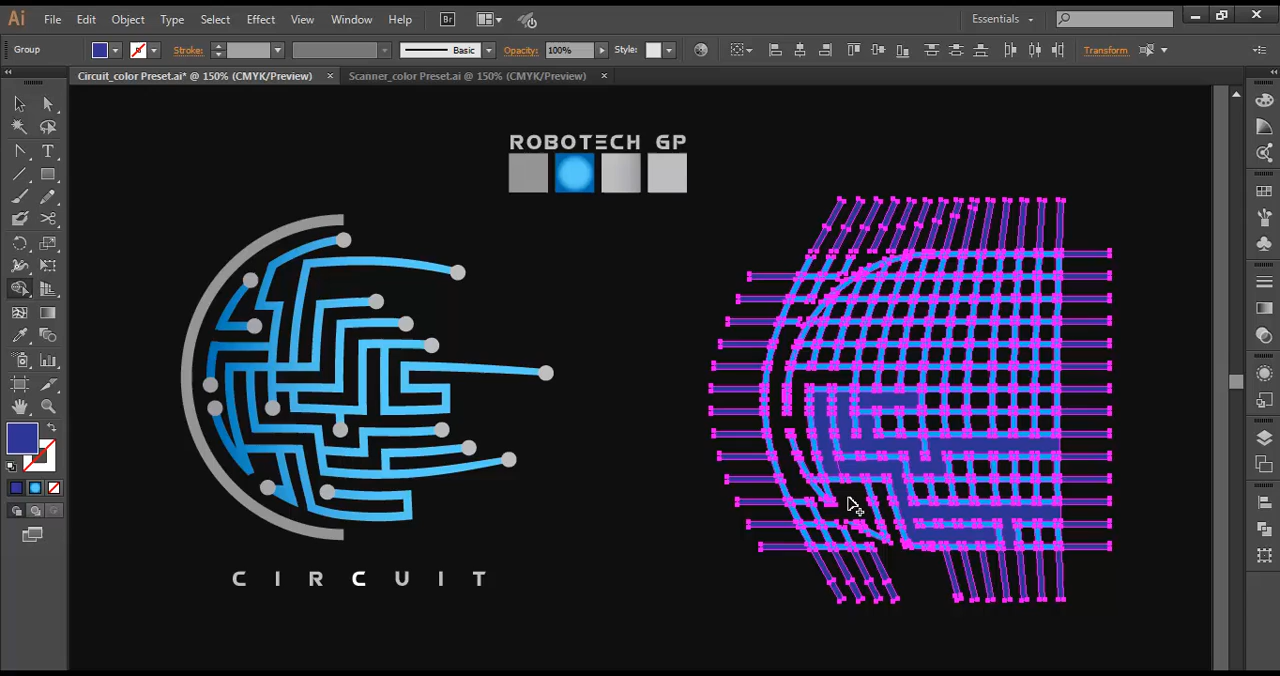 Ai File Edit Object Type Select Effect View Window Help Br Essentials
Group Stroke: Basic Opacity: 100% Style: Transform
Circuit_color Preset.ai* @ 150% (CMYK/Preview) × Scanner_color Preset.ai @ 150% (CMYK/Preview) ×
ROBOTECH GP
CIRCUIT